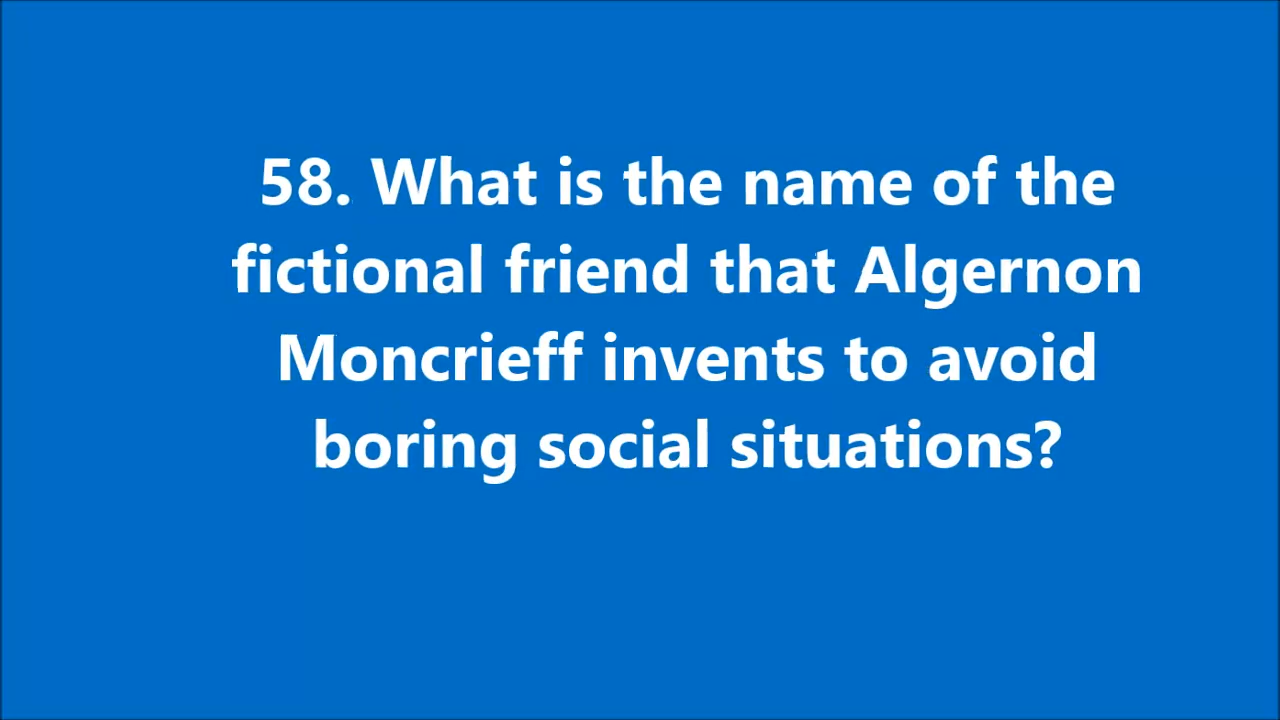 58. What is the name of the
fictional friend that Algernon
Moncrieff invents to avoid
boring social situations?